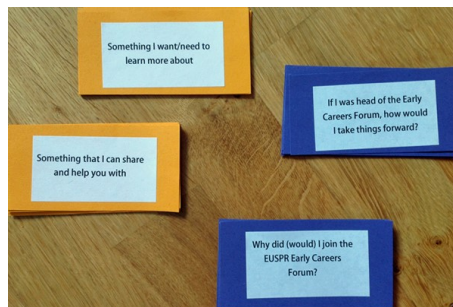 Something I want/need to
learn more about
If I was head of the Early
Careers Forum, how would
I take things forward?
Something that I can share
and help you with
Why did (would) I join the
EUSPR Early Careers
Forum?